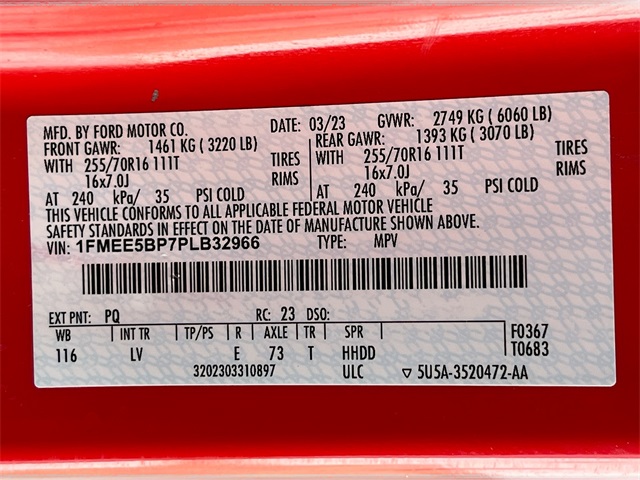 MFD. BY FORD MOTOR CO. DATE: 03/23 GVWR: 2749 KG ( 6060 LB)
FRONT GAWR: 1461 KG ( 3220 LB) REAR GAWR: 1393 KG ( 3070 LB)
WITH 255/70R16 111T TIRES WITH 255/70R16 111T TIRES
16x7.0J RIMS 16x7.0J RIMS
AT 240 kPa/ 35 PSI COLD AT 240 kPa/ 35 PSI COLD
THIS VEHICLE CONFORMS TO ALL APPLICABLE FEDERAL MOTOR VEHICLE
SAFETY STANDARDS IN EFFECT ON THE DATE OF MANUFACTURE SHOWN ABOVE.
VIN: 1FMEE5BP7PLB32966 TYPE: MPV
EXT PNT: PQ RC: 23 DSO:
WB INT TR TP/PS R AXLE TR SPR F0367
116 LV E 73 T HHDD T0683
3202303310897 ULC ▽ 5U5A-3520472-AA